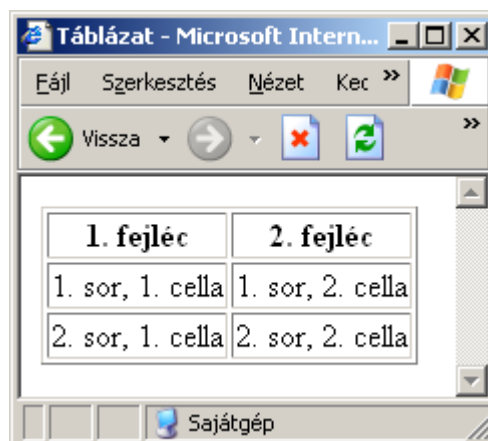 Táblázat - Microsoft Intern...
Fájl Szerkesztés Nézet Kec »
Vissza »
1. fejléc 2. fejléc
1. sor, 1. cella 1. sor, 2. cella
2. sor, 1. cella 2. sor, 2. cella
Sajátgép